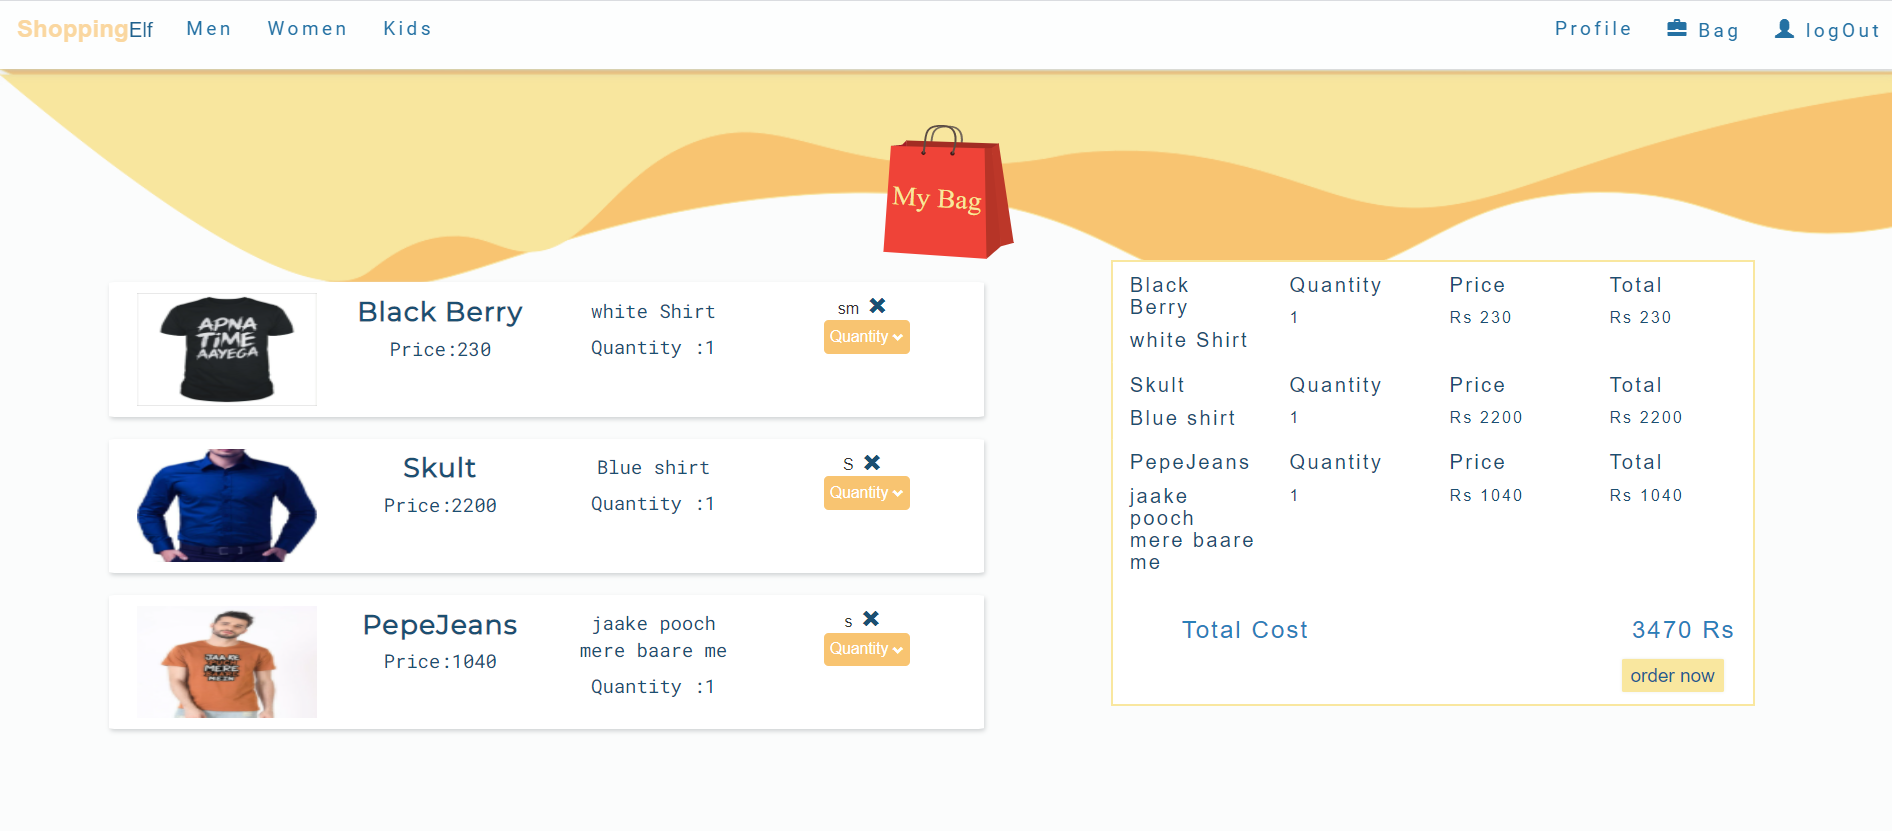 ShoppingElf Men Women Kids Profile Bag logOut
My Bag
APNA
TIME
AAYEGA
Black Berry
Price:230
white Shirt
Quantity :1
sm
Quantity
Skult
Price:2200
Blue shirt
Quantity :1
S
Quantity
MERE
PepeJeans
Price:1040
jaake pooch
mere baare me
Quantity :1
s
Quantity
Black
Berry
white Shirt
Quantity
1
Price
Rs 230
Total
Rs 230
Skult
Blue shirt
Quantity
1
Price
Rs 2200
Total
Rs 2200
PepeJeans
jaake
pooch
mere baare
me
Quantity
1
Price
Rs 1040
Total
Rs 1040
Total Cost 3470 Rs
order now